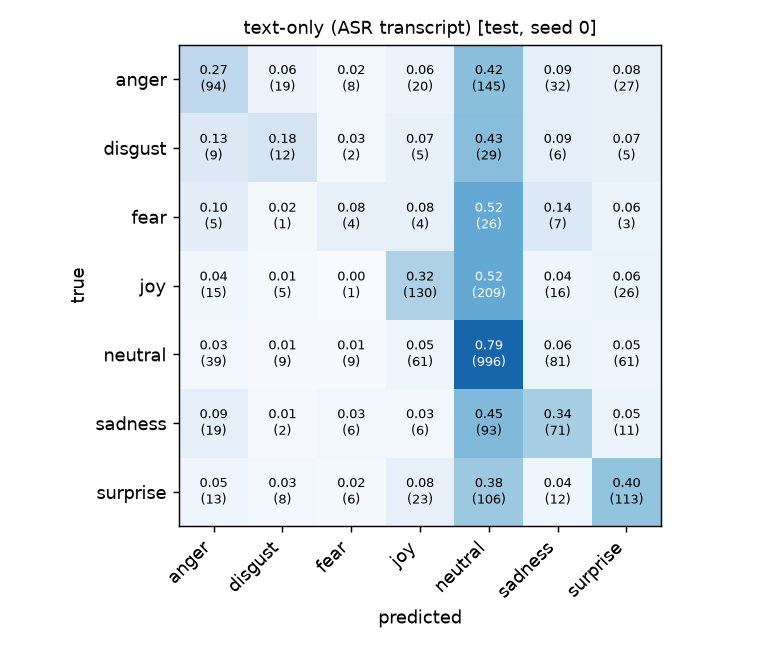 text-only (ASR transcript) [test, seed 0]
anger 0.27 0.06 0.02 0.06 0.42 0.09 0.08
(94) (19) (8) (20) (145) (32) (27)
disgust 0.13 0.18 0.03 0.07 0.43 0.09 0.07
(9) (12) (2) (5) (29) (6) (5)
fear 0.10 0.02 0.08 0.08 0.52 0.14 0.06
(5) (1) (4) (4) (26) (7) (3)
joy 0.04 0.01 0.00 0.32 0.52 0.04 0.06
(15) (5) (1) (130) (209) (16) (26)
neutral 0.03 0.01 0.01 0.05 0.79 0.06 0.05
(39) (9) (9) (61) (996) (81) (61)
sadness 0.09 0.01 0.03 0.03 0.45 0.34 0.05
(19) (2) (6) (6) (93) (71) (11)
surprise 0.05 0.03 0.02 0.08 0.38 0.04 0.40
(13) (8) (6) (23) (106) (12) (113)
true
anger disgust fear joy neutral sadness surprise
predicted